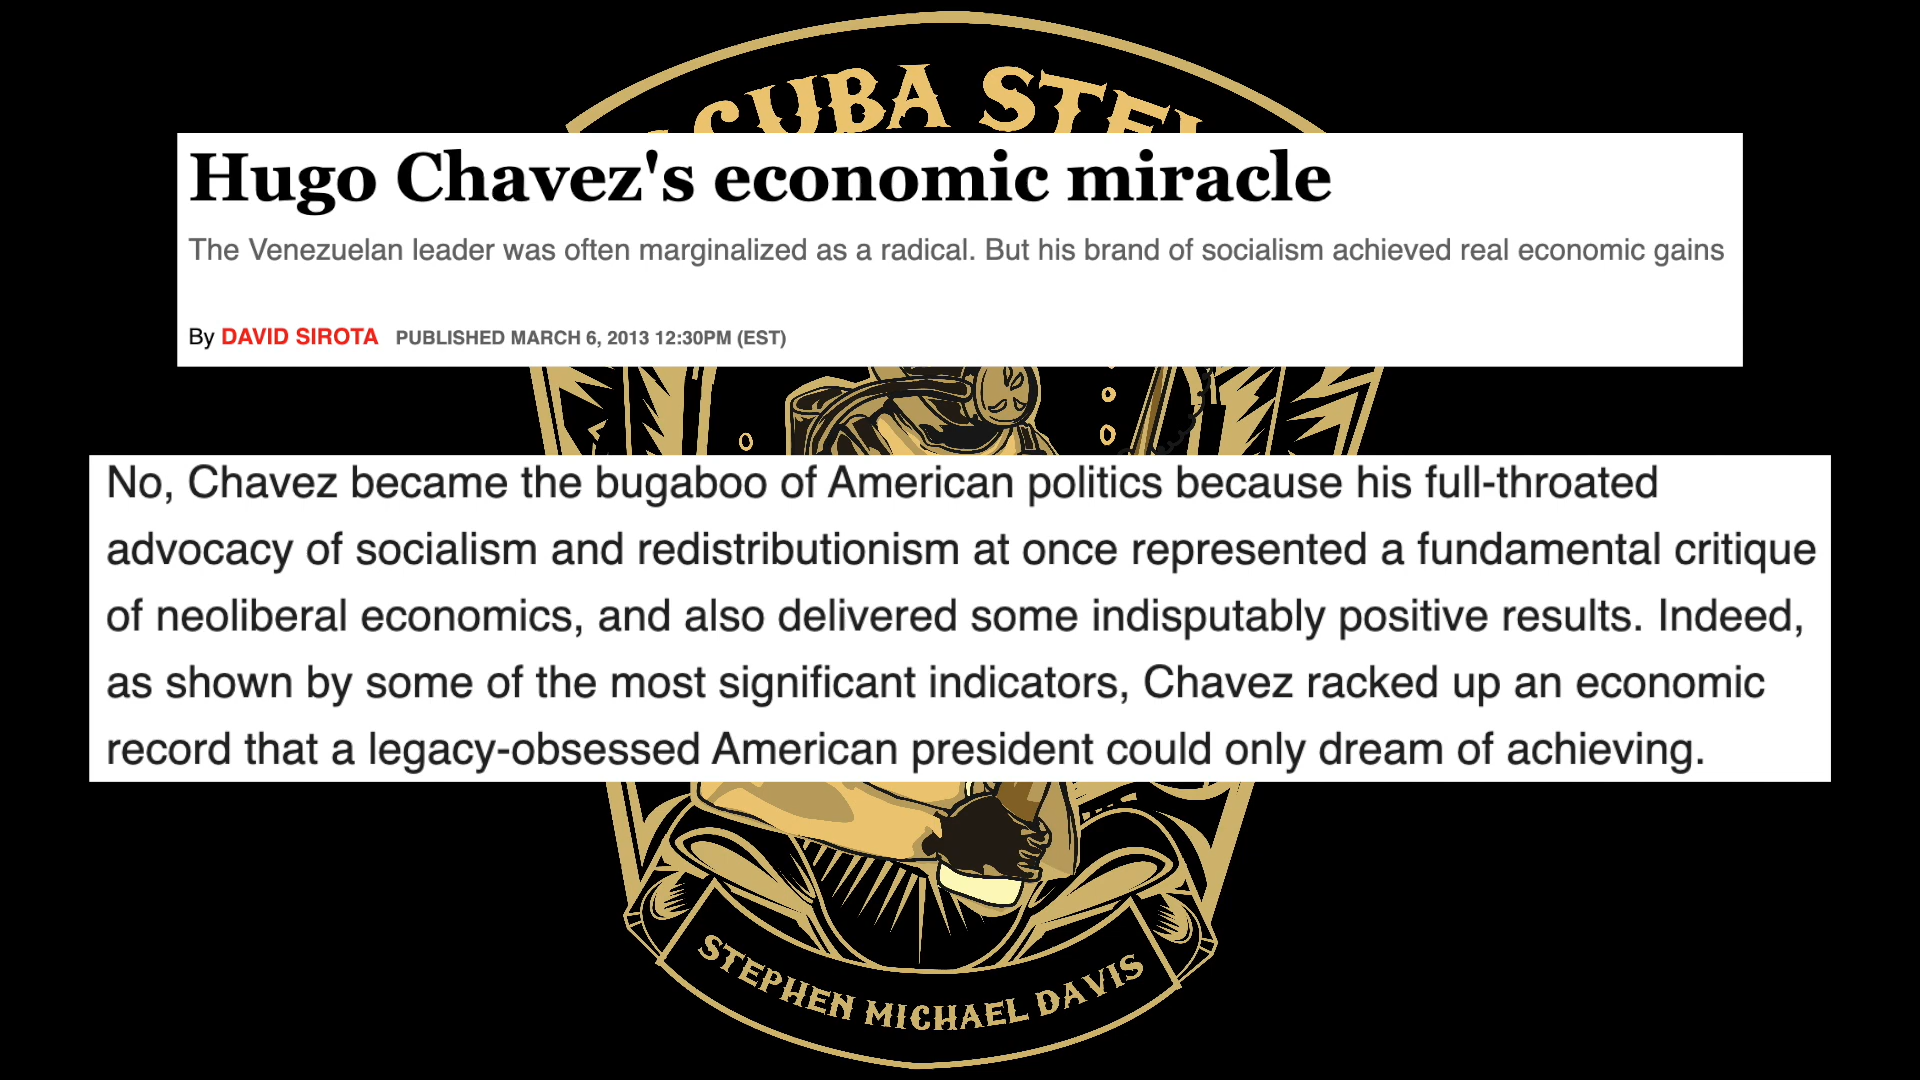 CUBA STE
Hugo Chavez's economic miracle
The Venezuelan leader was often marginalized as a radical. But his brand of socialism achieved real economic gains
By DAVID SIROTA PUBLISHED MARCH 6, 2013 12:30PM (EST)
No, Chavez became the bugaboo of American politics because his full-throated
advocacy of socialism and redistributionism at once represented a fundamental critique
of neoliberal economics, and also delivered some indisputably positive results. Indeed,
as shown by some of the most significant indicators, Chavez racked up an economic
record that a legacy-obsessed American president could only dream of achieving.
STEPHEN MICHAEL DAVIS